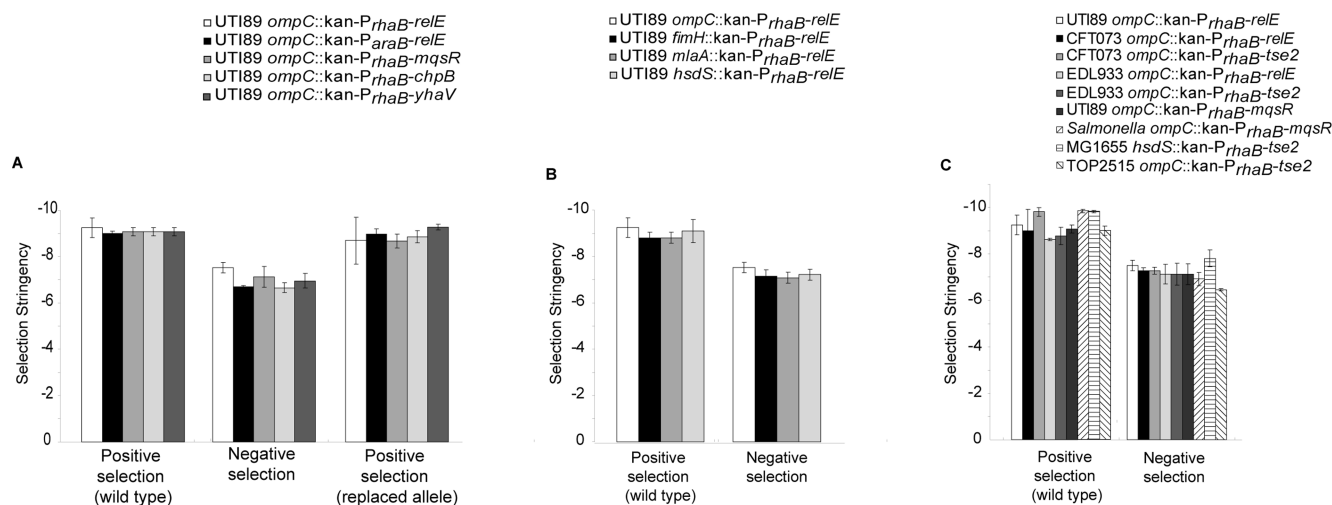 UTI89 ompC::kan-PrhaB-relE
UTI89 ompC::kan-ParaB-relE
UTI89 ompC::kan-PrhaB-mqsR
UTI89 ompC::kan-PrhaB-chpB
UTI89 ompC::kan-PrhaB-yhaV
A
Selection Stringency
-10
-8
-6
-4
-2
0
Positive
selection
(wild type)
Negative
selection
Positive
selection
(replaced allele)
UTI89 ompC::kan-PrhaB-relE
UTI89 fimH::kan-PrhaB-relE
UTI89 mlaA::kan-PrhaB-relE
UTI89 hsdS::kan-PrhaB-relE
B
Selection Stringency
-10
-8
-6
-4
-2
0
Positive
selection
(wild type)
Negative
selection
UTI89 ompC::kan-PrhaB-relE
CFT073 ompC::kan-PrhaB-relE
CFT073 ompC::kan-PrhaB-tse2
EDL933 ompC::kan-PrhaB-relE
EDL933 ompC::kan-PrhaB-tse2
UTI89 ompC::kan-PrhaB-mqsR
Salmonella ompC::kan-PrhaB-mqsR
MG1655 hsdS::kan-PrhaB-tse2
TOP2515 ompC::kan-PrhaB-tse2
C
Selection Stringency
-10
-8
-6
-4
-2
0
Positive
selection
(wild type)
Negative
selection